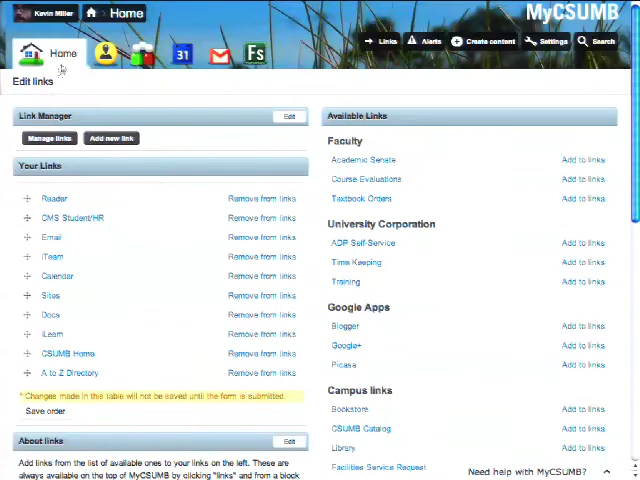 Kevin Miller
Home
MyCSUMB
Home
31
Fs
Links
Alerts
Create content
Settings
Search
Edit links
Link Manager
Edit
Manage links
Add new link
Your Links
Reader Remove from links
CMS Student/HR Remove from links
Email Remove from links
iTeam Remove from links
Calendar Remove from links
Sites Remove from links
Docs Remove from links
iLearn Remove from links
CSUMB Home Remove from links
A to Z Directory Remove from links
* Changes made in this table will not be saved until the form is submitted.
Save order
About links
Edit
Add links from the list of available ones to your links on the left. These are
always available on the top of MyCSUMB by clicking "links" and from a block
Available Links
Faculty
Academic Senate Add to links
Course Evaluations Add to links
Textbook Orders Add to links
University Corporation
ADP Self-Service Add to links
Time Keeping Add to links
Training Add to links
Google Apps
Blogger Add to links
Google+ Add to links
Picasa Add to links
Campus links
Bookstore Add to links
CSUMB Catalog Add to links
Library Add to links
Facilities Service Request
Need help with MyCSUMB?